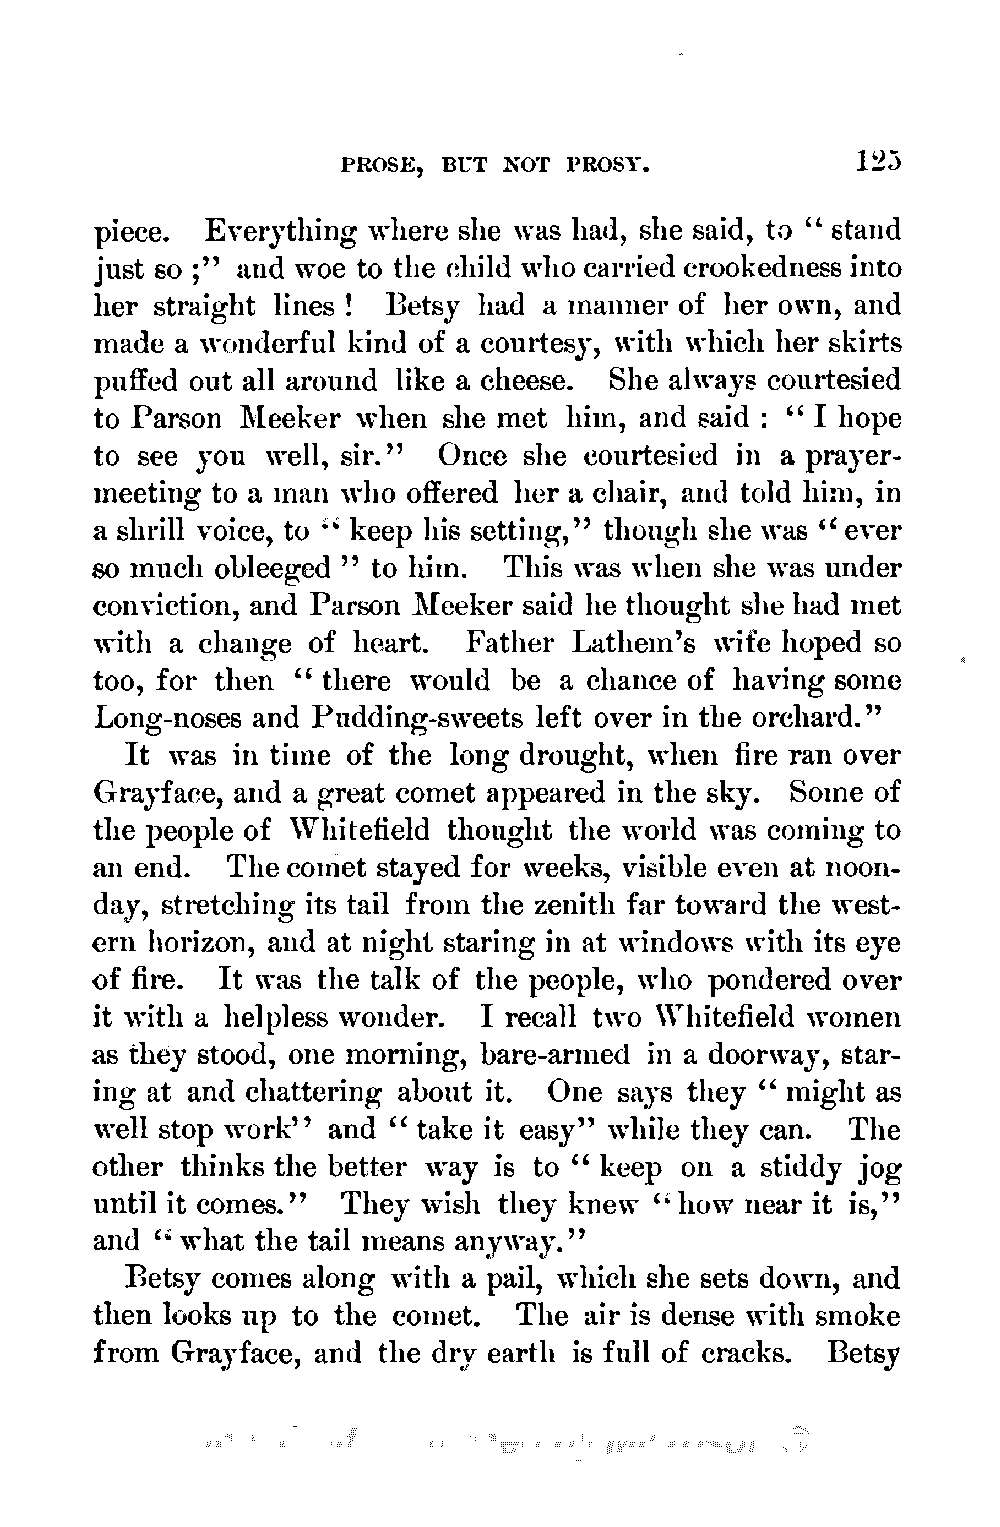 PROSE, BUT NOT PROSY. 125
piece. Everything where she was had, she said, to " stand
just so ;" and woe to the child who carried crookedness into
her straight lines ! Betsy had a manner of her own, and
made a wonderful kind of a courtesy, with which her skirts
puffed out all around like a cheese. She always courtesied
to Parson Meeker when she met him, and said : " I hope
to see you well, sir." Once she courtesied in a prayer-
meeting to a man who offered her a chair, and told him, in
a shrill voice, to " keep his setting," though she was " ever
so much obleeged " to him. This was when she was under
conviction, and Parson Meeker said he thought she had met
with a change of heart. Father Lathem's wife hoped so
too, for then " there would be a chance of having some
Long-noses and Pudding-sweets left over in the orchard."
It was in time of the long drought, when fire ran over
Grayface, and a great comet appeared in the sky. Some of
the people of Whitefield thought the world was coming to
an end. The comet stayed for weeks, visible even at noon-
day, stretching its tail from the zenith far toward the west-
ern horizon, and at night staring in at windows with its eye
of fire. It was the talk of the people, who pondered over
it with a helpless wonder. I recall two Whitefield women
as they stood, one morning, bare-armed in a doorway, star-
ing at and chattering about it. One says they " might as
well stop work" and " take it easy" while they can. The
other thinks the better way is to " keep on a stiddy jog
until it comes." They wish they knew " how near it is,"
and " what the tail means anyway."
Betsy comes along with a pail, which she sets down, and
then looks up to the comet. The air is dense with smoke
from Grayface, and the dry earth is full of cracks. Betsy